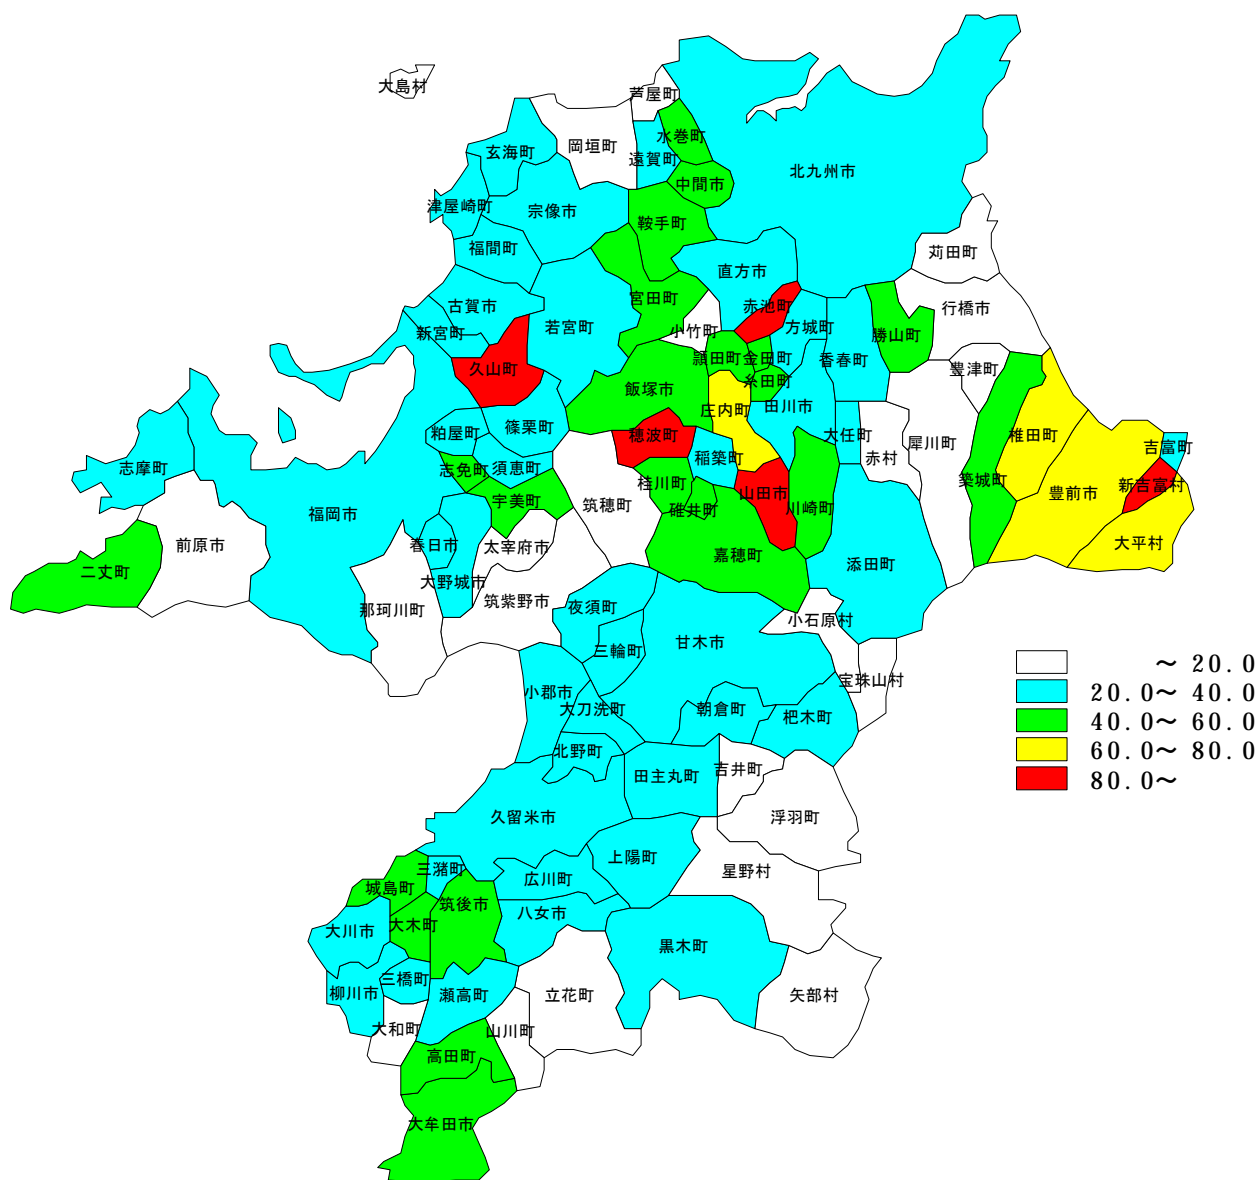 大島村
芦屋町
水巻町
岡垣町
玄海町
遠賀町
北九州市
中間市
津屋崎町
宗像市
鞍手町
福間町
苅田町
直方市
宮田町
古賀市
赤池町
行橋市
新宮町
若宮町
小竹町
方城町
勝山町
頴田町
金田町
香春町
久山町
豊津町
飯塚市
糸田町
庄内町
田川市
粕屋町
篠栗町
穂波町
大任町
犀川町
椎田町
吉富町
志摩町
志免町
須恵町
稲築町
赤村
築城町
新吉富村
桂川町
山田市
豊前市
宇美町
筑穂町
碓井町
川崎町
福岡市
前原市
春日市
太宰府市
大平村
嘉穂町
添田町
二丈町
大野城市
那珂川町
筑紫野市
夜須町
小石原村
三輪町
甘木市
宝珠山村
小郡市
大刀洗町
朝倉町
杷木町
北野町
田主丸町
吉井町
久留米市
浮羽町
三潴町
上陽町
星野村
城島町
広川町
筑後市
大川市
大木町
八女市
黒木町
三橋町
柳川市
瀬高町
立花町
矢部村
大和町
山川町
高田町
大牟田市
～ 20.0
20.0～ 40.0
40.0～ 60.0
60.0～ 80.0
80.0～